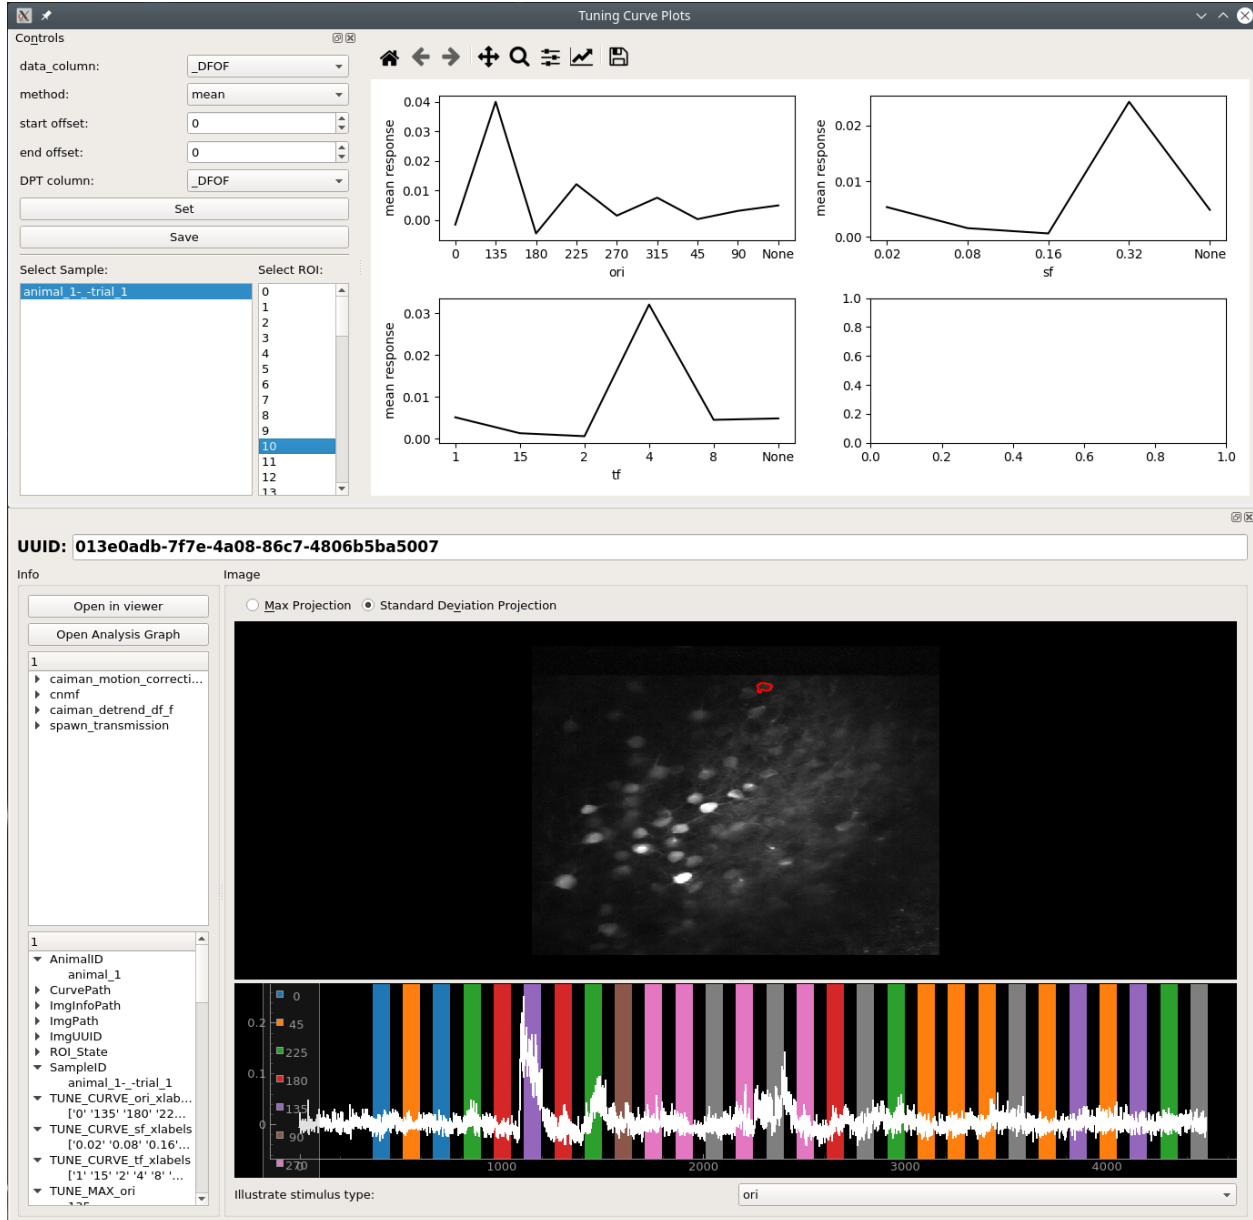 Tuning Curve Plots
Controls
data_column:
_DFOF
method:
mean
start offset:
0
end offset:
0
DPT column:
_DFOF
Set
Save
Select Sample:
Select ROI:
animal_1-_-trial_1
0
1
2
3
4
5
6
7
8
9
10
11
12
13
0.04
0.03
0.02
0.01
0.00
mean response
0 135 180 225 270 315 45 90 None
ori
0.02
0.01
0.00
mean response
0.02 0.08 0.16 0.32 None
sf
0.03
0.02
0.01
0.00
mean response
1 15 2 4 8 None
tf
1.0
0.8
0.6
0.4
0.2
0.0
0.0 0.2 0.4 0.6 0.8 1.0
UUID: 013e0adb-7f7e-4a08-86c7-4806b5ba5007
Info
Image
Open in viewer
Open Analysis Graph
1
caiman_motion_correcti...
cnmf
caiman_detrend_df_f
spawn_transmission
1
AnimalID
animal_1
CurvePath
ImgInfoPath
ImgPath
ImgUUID
ROI_State
SampleID
animal_1-_-trial_1
TUNE_CURVE_ori_xlab...
['0' '135' '180' '22...
TUNE_CURVE_sf_xlabels
['0.02' '0.08' '0.16'...
TUNE_CURVE_tf_xlabels
['1' '15' '2' '4' '8' '...
TUNE_MAX_ori
135
Max Projection
Standard Deviation Projection
0.2
0.1
0
0
45
225
180
135
90
270
0 1000 2000 3000 4000
Illustrate stimulus type:
ori